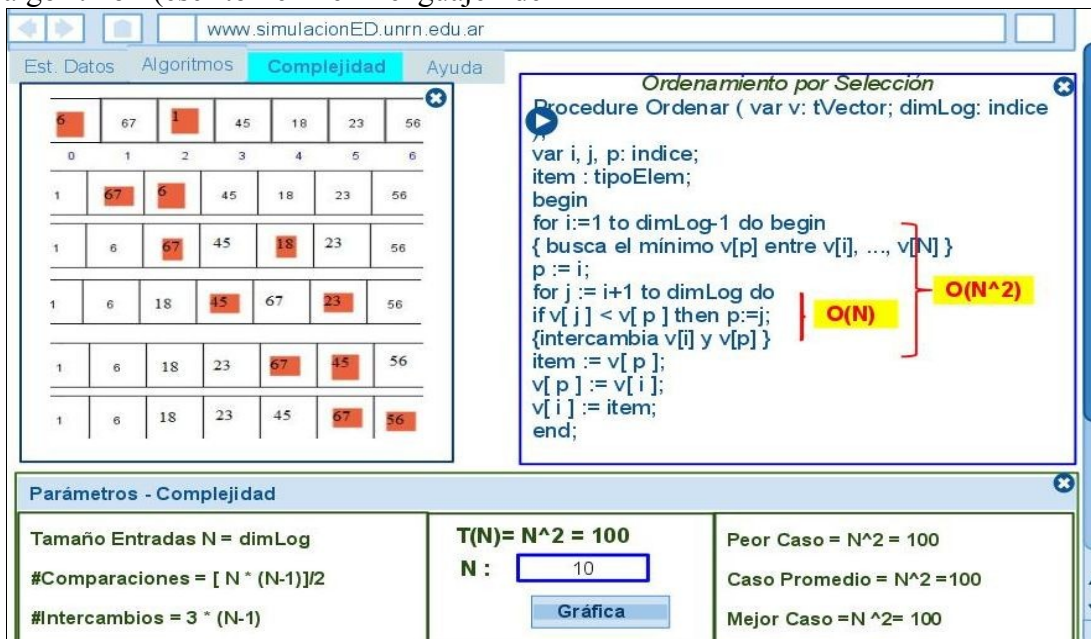 www.simulacionED.unrn.edu.ar
Est. Datos Algoritmos Complejidad Ayuda
6 67 1 45 18 23 56
0 1 2 3 4 5 6
1 67 6 45 18 23 56
1 6 67 45 18 23 56
1 6 18 45 67 23 56
1 6 18 23 67 45 56
1 6 18 23 45 67 56
Ordenamiento por Selección
Procedure Ordenar ( var v: tVector; dimLog: indice
);
var i, j, p: indice;
item : tipoElem;
begin
for i:=1 to dimLog-1 do begin
{ busca el mínimo v[p] entre v[i], ..., v[N] }
p := i;
for j := i+1 to dimLog do
if v[ j ] < v[ p ] then p:=j;
{intercambia v[i] y v[p] }
item := v[ p ];
v[ p ] := v[ i ];
v[ i ] := item;
end;
O(N)
O(N^2)
Parámetros - Complejidad
Tamaño Entradas N = dimLog
#Comparaciones = [ N * (N-1)]/2
#Intercambios = 3 * (N-1)
T(N)= N^2 = 100
N : 10
Gráfica
Peor Caso = N^2 = 100
Caso Promedio = N^2 =100
Mejor Caso =N ^2= 100